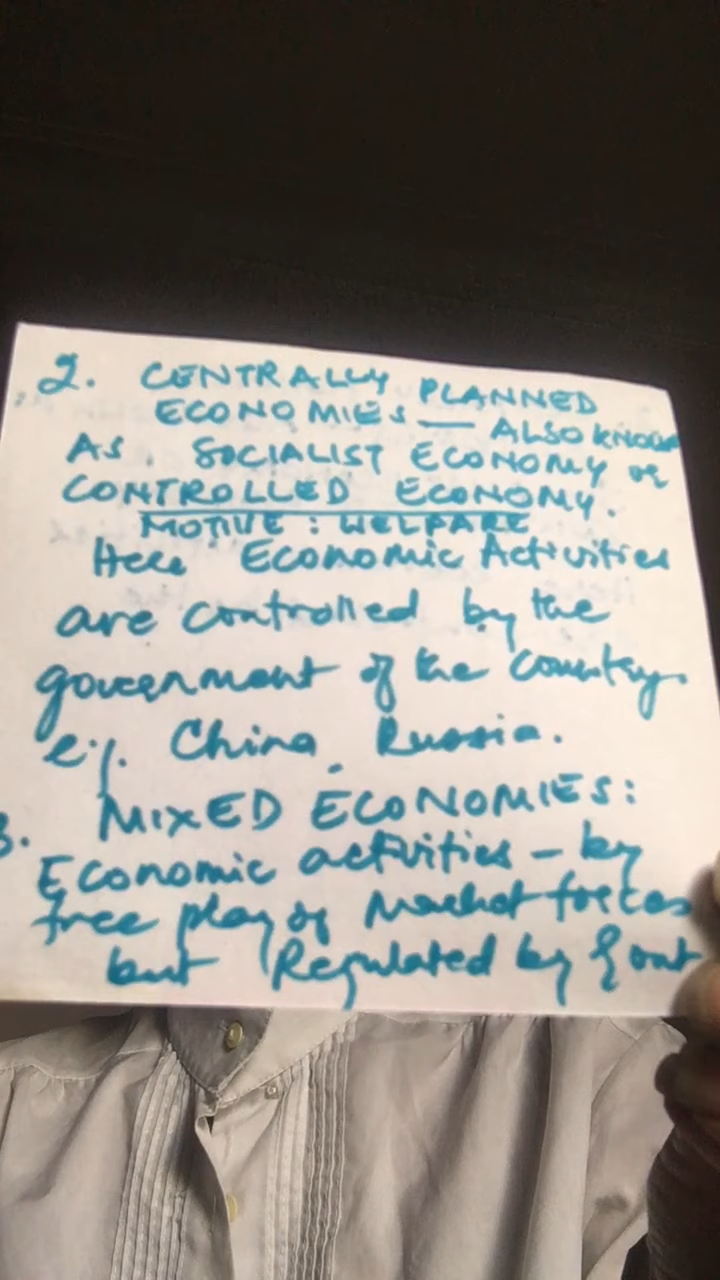 2. CENTRALLY PLANNED
ECONOMIES — ALSO KNOWN
AS SOCIALIST ECONOMY or
CONTROLLED ECONOMY.
MOTIVE : WELFARE
Here Economic Activities
are controlled by the
government of the country.
e.g. China, Russia.
3. MIXED ECONOMIES:
Economic activities – by
free play of Market forces
but Regulated by Govt